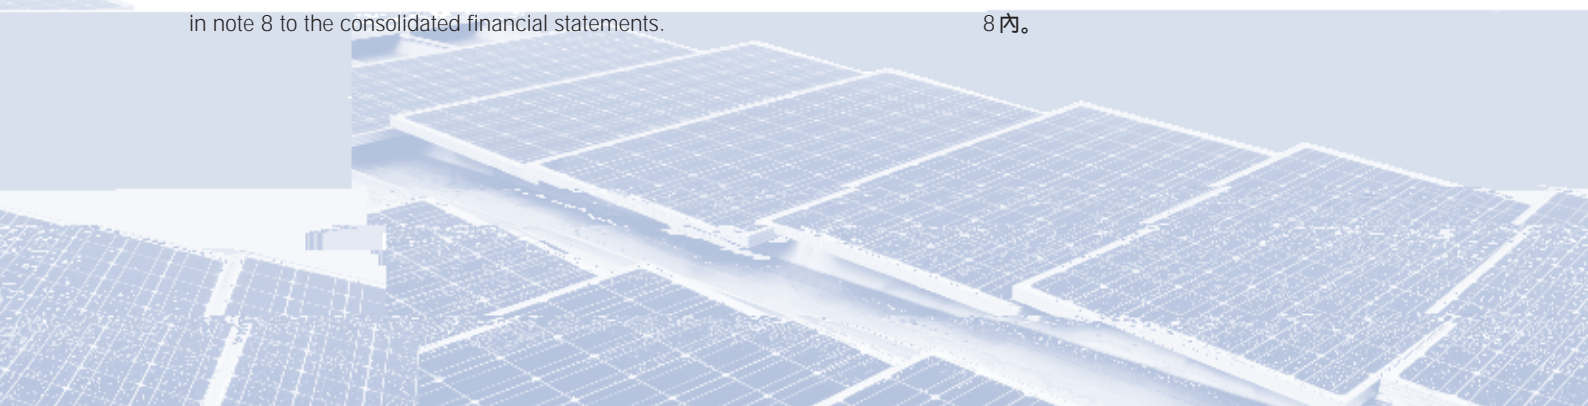 in note 8 to the consolidated financial statements.
8內。